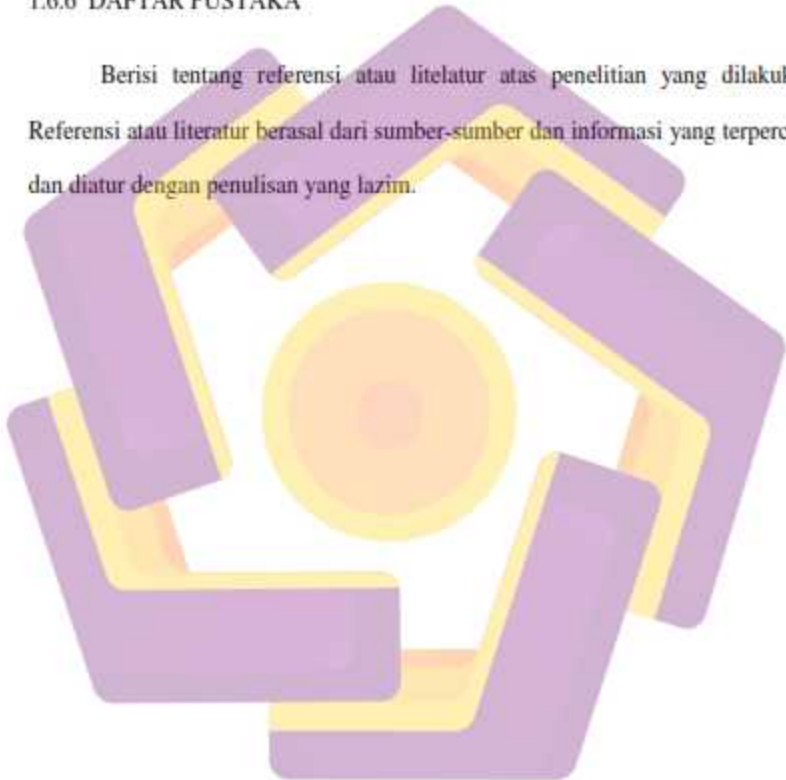 1.6.6 DAFTAR PUSTAKA
Berisi tentang referensi atau litelatur atas penelitian yang
Referensi atau literatur berasal dari sumber-sumber dan informasi yang
dan diatur dengan penulisan yang lazim.